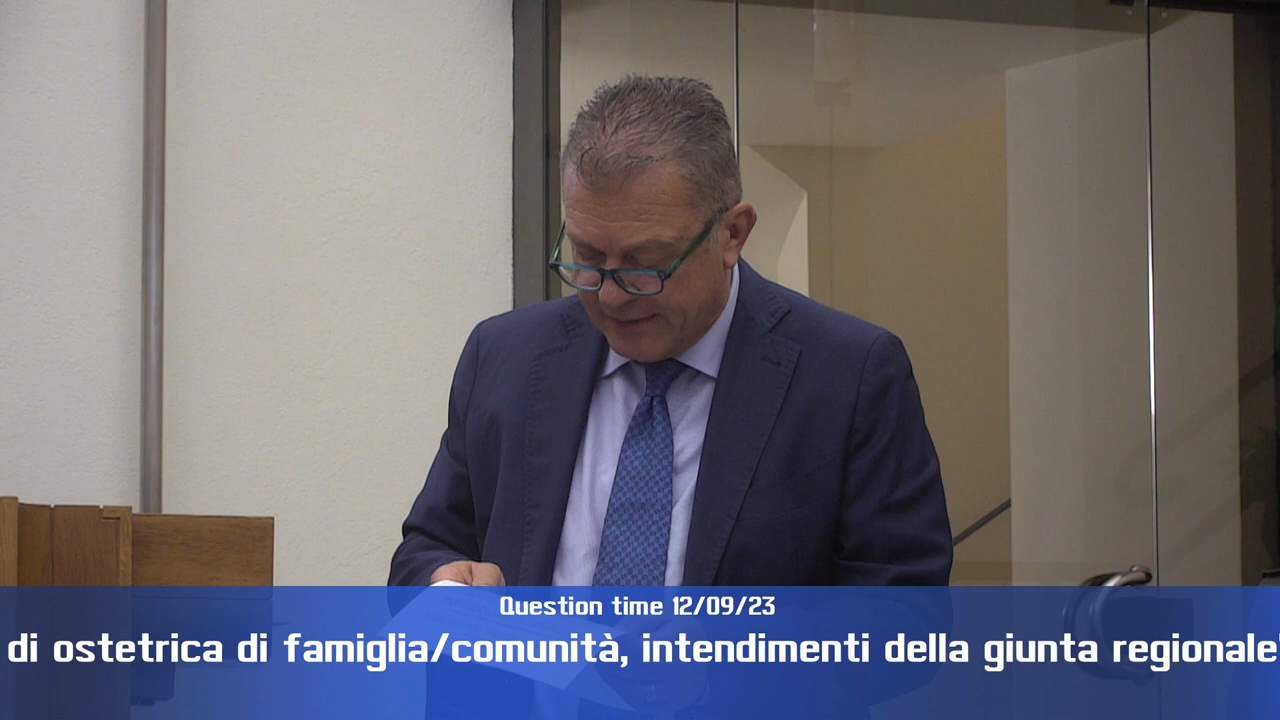 Question time 12/09/23
di ostetrica di famiglia/comunità, intendimenti della giunta regionale"